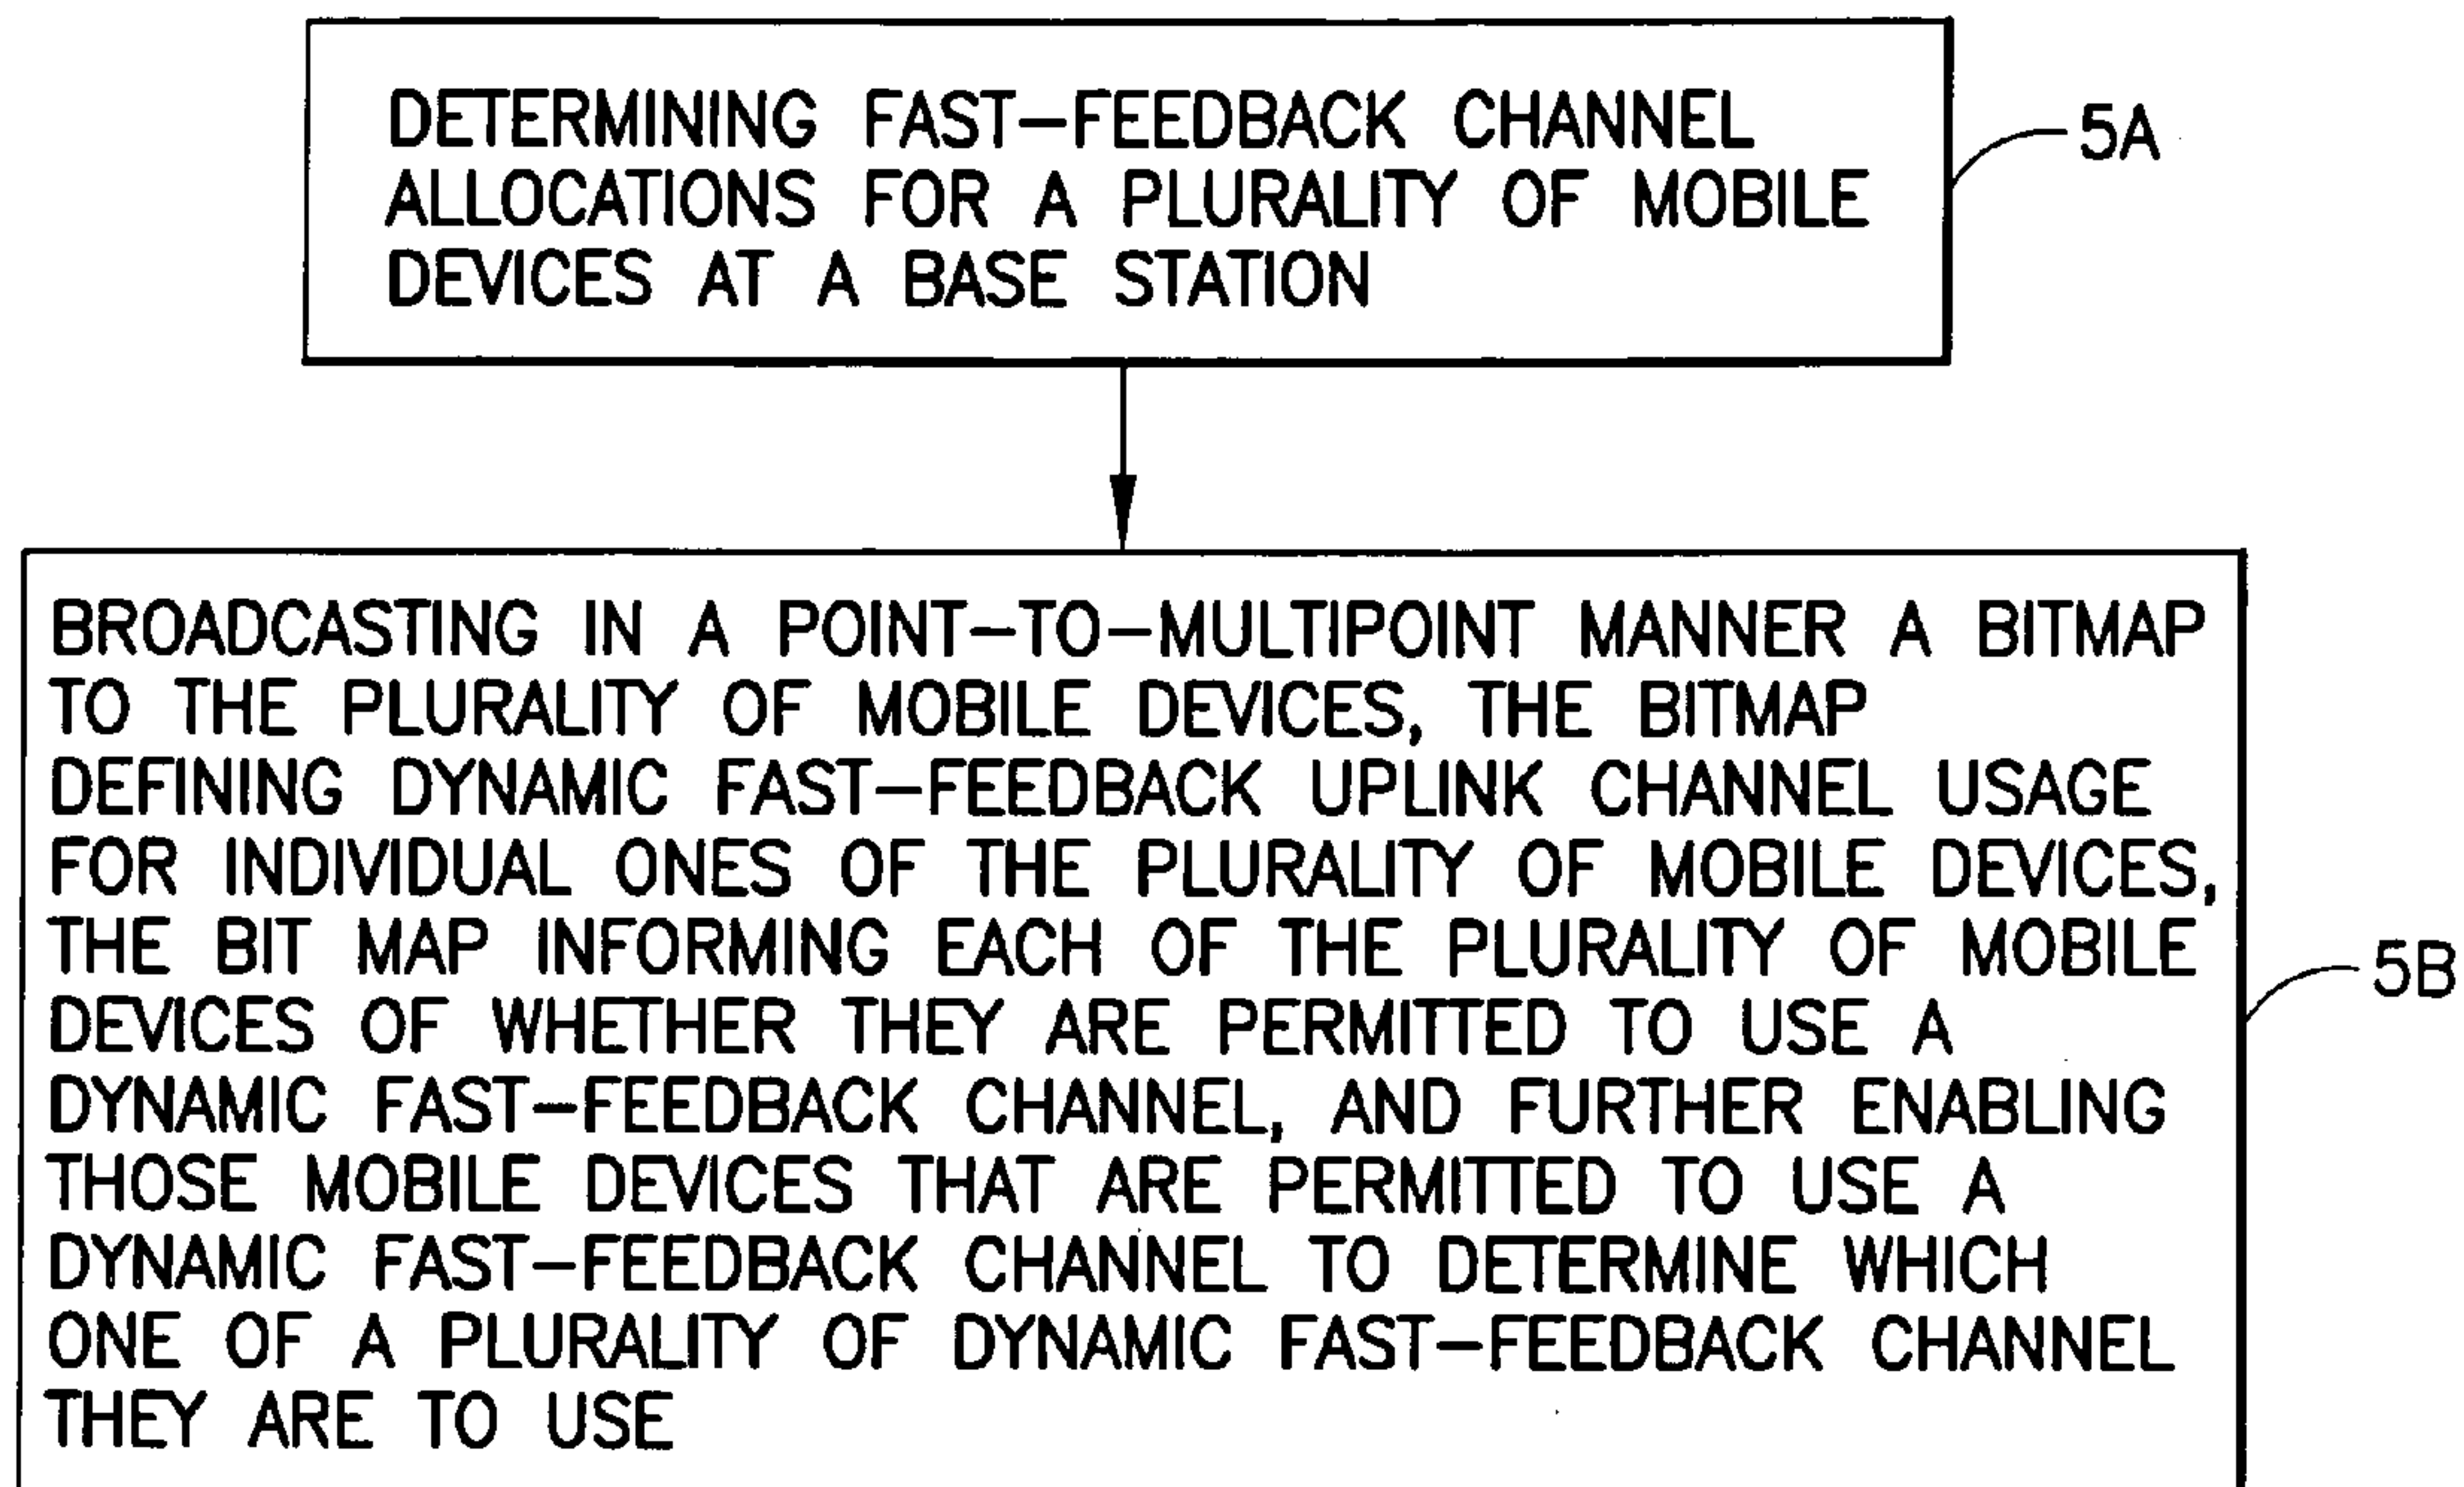 DETERMINING FAST-FEEDBACK CHANNEL
ALLOCATIONS FOR A PLURALITY OF MOBILE
DEVICES AT A BASE STATION
5A
BROADCASTING IN A POINT-TO-MULTIPOINT MANNER A BITMAP
TO THE PLURALITY OF MOBILE DEVICES, THE BITMAP
DEFINING DYNAMIC FAST-FEEDBACK UPLINK CHANNEL USAGE
FOR INDIVIDUAL ONES OF THE PLURALITY OF MOBILE DEVICES,
THE BIT MAP INFORMING EACH OF THE PLURALITY OF MOBILE
DEVICES OF WHETHER THEY ARE PERMITTED TO USE A
DYNAMIC FAST-FEEDBACK CHANNEL, AND FURTHER ENABLING
THOSE MOBILE DEVICES THAT ARE PERMITTED TO USE A
DYNAMIC FAST-FEEDBACK CHANNEL TO DETERMINE WHICH
ONE OF A PLURALITY OF DYNAMIC FAST-FEEDBACK CHANNEL
THEY ARE TO USE
5B